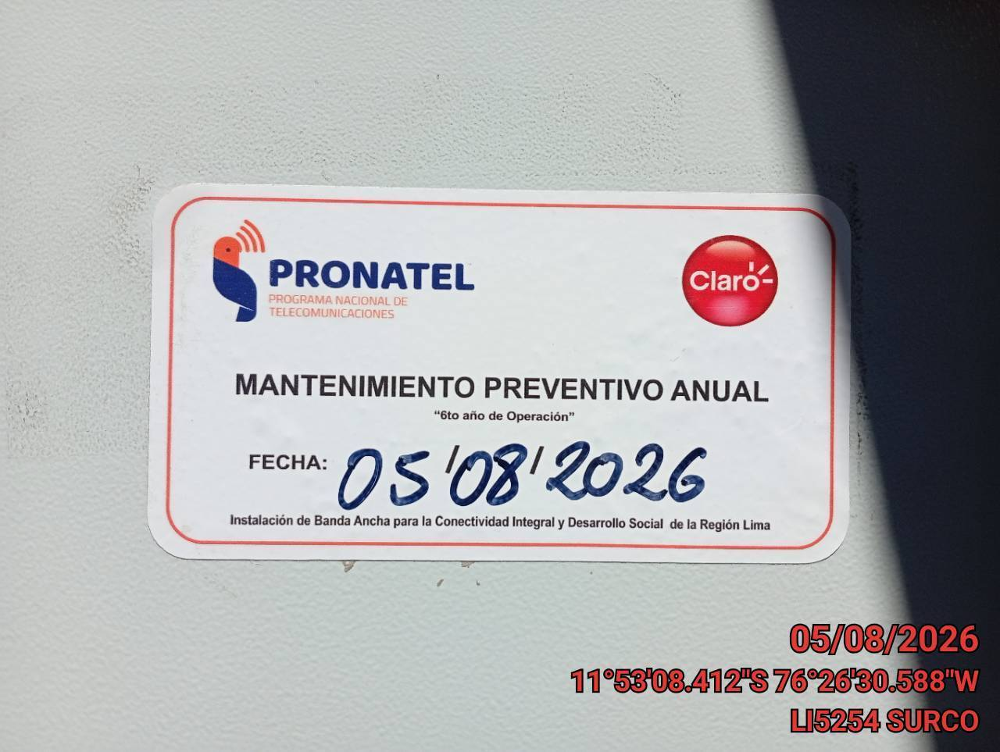 PRONATEL
PROGRAMA NACIONAL DE
TELECOMUNICACIONES
Claro
MANTENIMIENTO PREVENTIVO ANUAL
“6to año de Operación”
FECHA: 05/08/2026
Instalación de Banda Ancha para la Conectividad Integral y Desarrollo Social de la Región Lima
05/08/2026
11°53'08.412"S 76°26'30.588"W
LI5254 SURCO